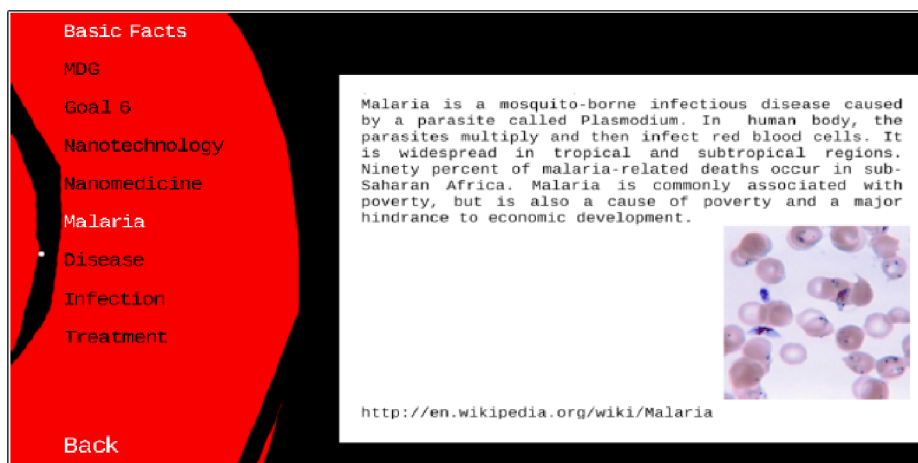 Basic Facts
MDG
Goal 6
Nanotechnology
Nanomedicine
Malaria
Disease
Infection
Treatment
Back
Malaria is a mosquito-borne infectious disease caused
by a parasite called Plasmodium. In human body, the
parasites multiply and then infect red blood cells. It
is widespread in tropical and subtropical regions.
Ninety percent of malaria-related deaths occur in sub-
Saharan Africa. Malaria is commonly associated with
poverty, but is also a cause of poverty and a major
hindrance to economic development.
http://en.wikipedia.org/wiki/Malaria